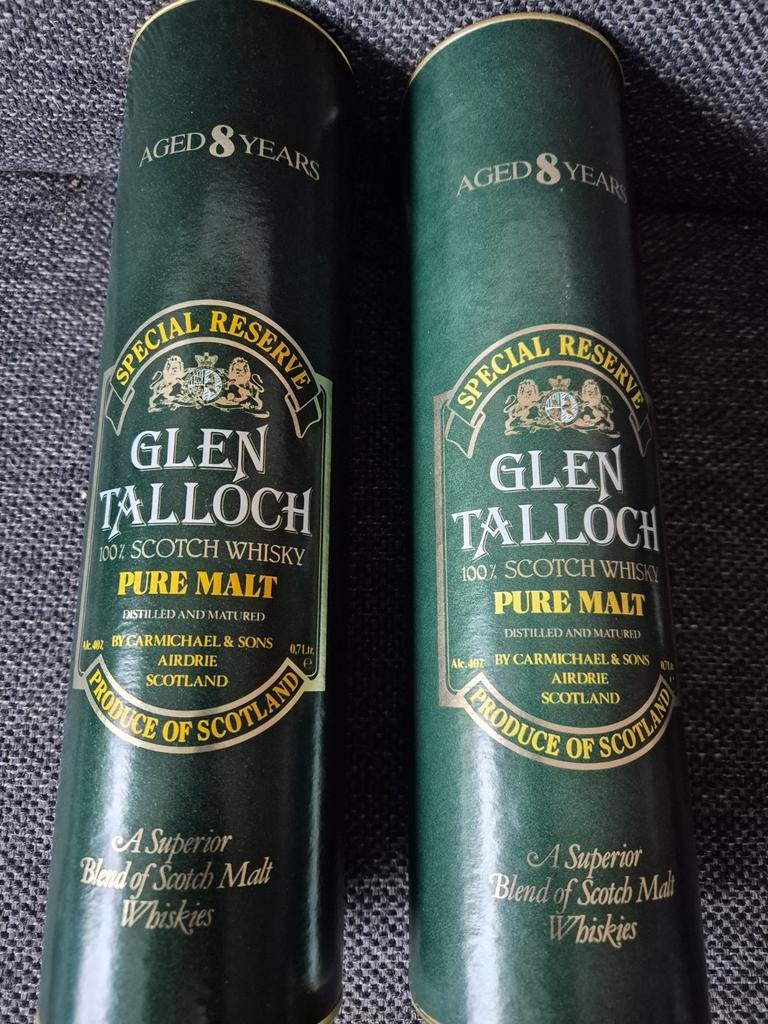 AGED 8 YEARS
SPECIAL RESERVE
GLEN
TALLOCH
100% SCOTCH WHISKY
PURE MALT
DISTILLED AND MATURED
Alc. 40% BY CARMICHAEL & SONS 0,7 Ltr. ℮
AIRDRIE
SCOTLAND
PRODUCE OF SCOTLAND
A Superior
Blend of Scotch Malt
Whiskies
AGED 8 YEARS
SPECIAL RESERVE
GLEN
TALLOCH
100% SCOTCH WHISKY
PURE MALT
DISTILLED AND MATURED
Alc. 40% BY CARMICHAEL & SONS 0,7 Ltr.
AIRDRIE
SCOTLAND
PRODUCE OF SCOTLAND
A Superior
Blend of Scotch Malt
Whiskies